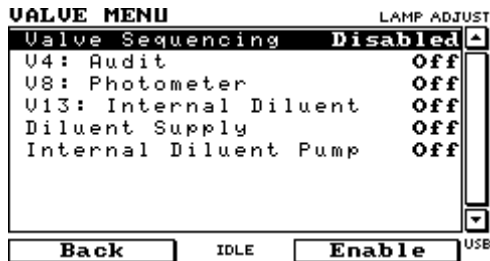 VALVE MENU LAMP ADJUST
Valve Sequencing Disabled
V4: Audit Off
V8: Photometer Off
V13: Internal Diluent Off
Diluent Supply Off
Internal Diluent Pump Off
Back IDLE Enable USB